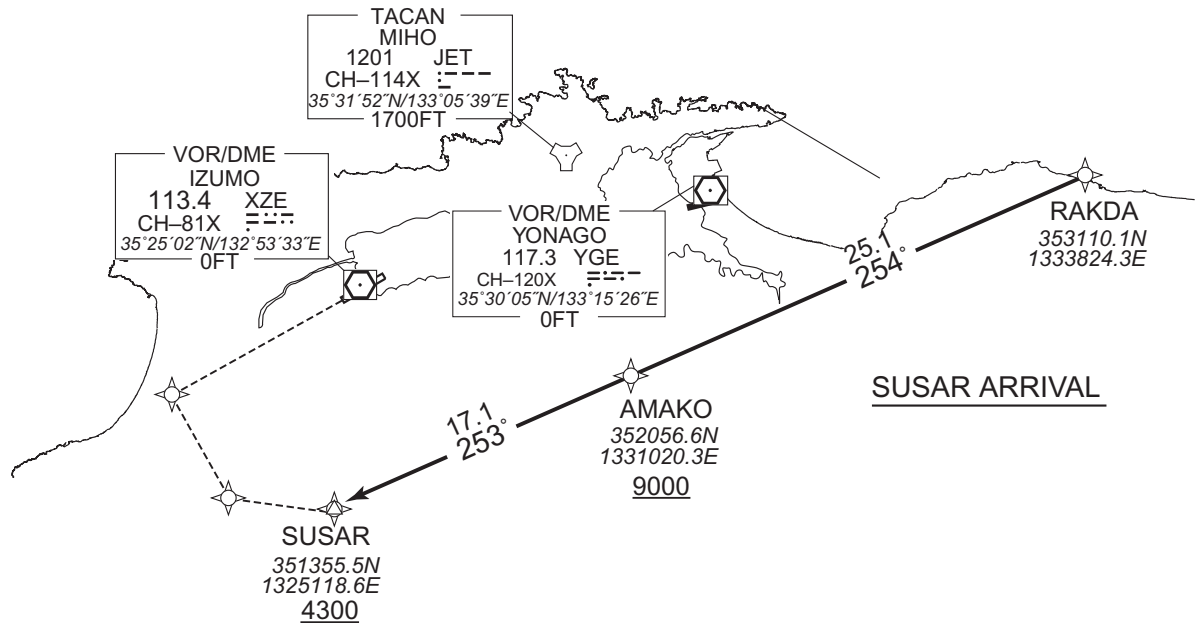 TACAN
MIHO
1201 JET
CH–114X
35°31´52˝N/133°05´39˝E
1700FT
VOR/DME
IZUMO
113.4 XZE
CH–81X
35°25´02˝N/132°53´33˝E
0FT
VOR/DME
YONAGO
117.3 YGE
CH–120X
35°30´05˝N/133°15´26˝E
0FT
25.1
254°
RAKDA
353110.1N
1333824.3E
SUSAR ARRIVAL
17.1
253°
AMAKO
352056.6N
1331020.3E
9000
SUSAR
351355.5N
1325118.6E
4300